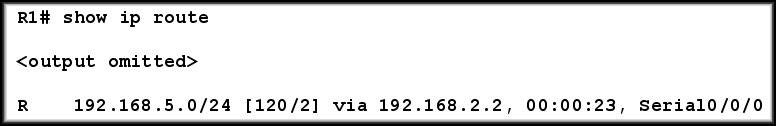 R1# show ip route
<output omitted>
R 192.168.5.0/24 [120/2] via 192.168.2.2, 00:00:23, Serial0/0/0